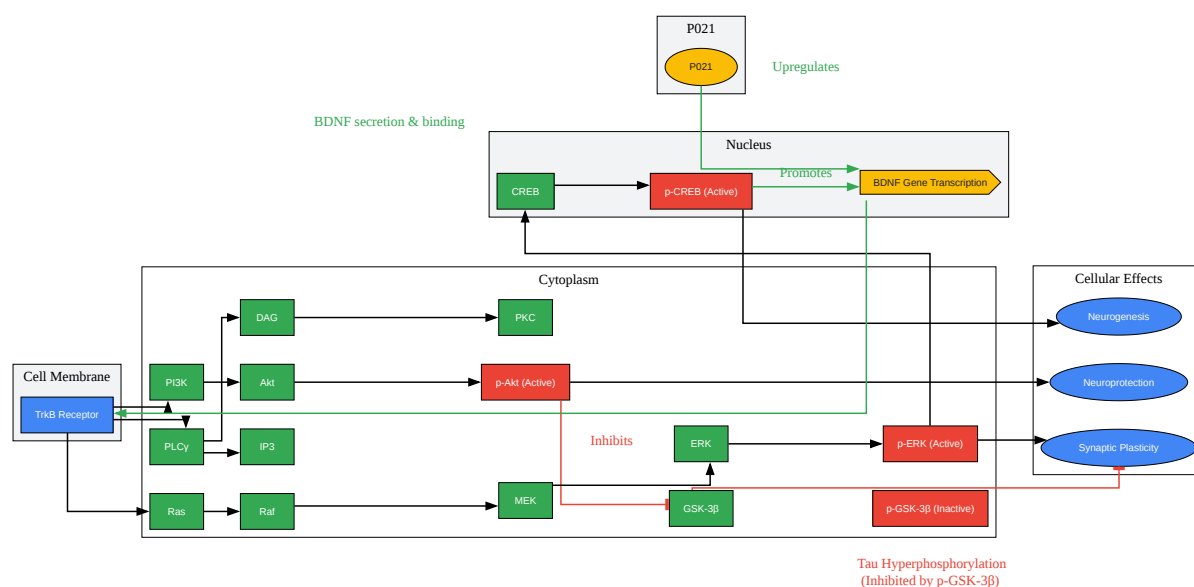 P021
P021
Upregulates
BDNF secretion & binding
Nucleus
Promotes
CREB
p-CREB (Active)
BDNF Gene Transcription
Cytoplasm
Cellular Effects
DAG
PKC
Neurogenesis
Cell Membrane
PI3K
Akt
p-Akt (Active)
Neuroprotection
TrkB Receptor
PLCγ
IP3
Inhibits
ERK
p-ERK (Active)
Synaptic Plasticity
Ras
Raf
MEK
GSK-3β
p-GSK-3β (Inactive)
Tau Hyperphosphorylation
(Inhibited by p-GSK-3β)